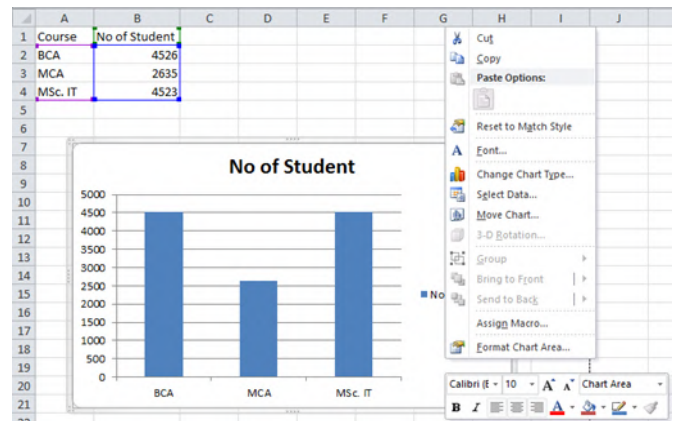 A B C D E F G H I J
1 Course No of Student
2 BCA 4526
3 MCA 2635
4 MSc. IT 4523
5
6
7
8
9
10
11
12
13
14
15
16
17
18
19
20
21
No of Student
5000
4500
4000
3500
3000
2500
2000
1500
1000
500
0
BCA MCA MSc. IT
No
Cut
Copy
Paste Options:
Reset to Match Style
A Font...
Change Chart Type...
Select Data...
Move Chart...
3-D Rotation...
Group
Bring to Front
Send to Back
Assign Macro...
Format Chart Area...
Calibri (E 10 A A Chart Area
B I A